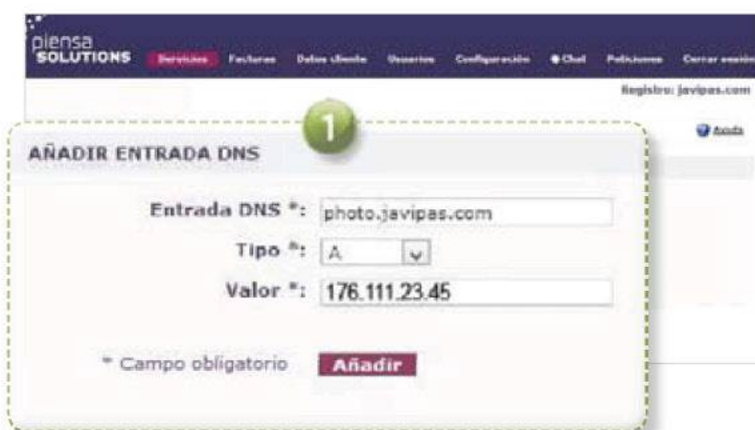 piensa
SOLUTIONS
Servicios Facturas Datos cliente Usuarios Configuración Chat Peticiones Cerrar sesión
Registro: javipas.com
1
Ayuda
AÑADIR ENTRADA DNS
Entrada DNS *: photo.javipas.com
Tipo *: A
Valor *: 176.111.23.45
* Campo obligatorio Añadir